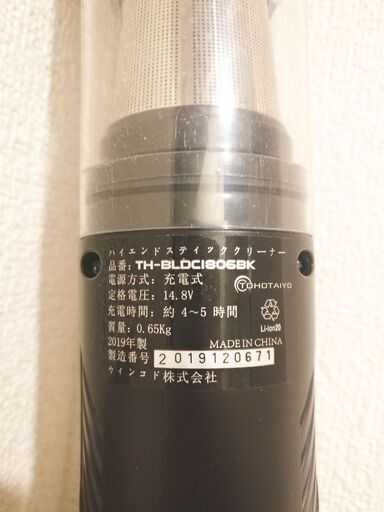 ハイエンドスティッククリーナー
品番: TH-BLDC1806BK
電源方式: 充電式
TOHOTAIYO
定格電圧: 14.8V
充電時間: 約 4~5 時間
質量: 0.65Kg
Li-ion20
2019年製
MADE IN CHINA
製造番号 2019120671
ウィンコド株式会社